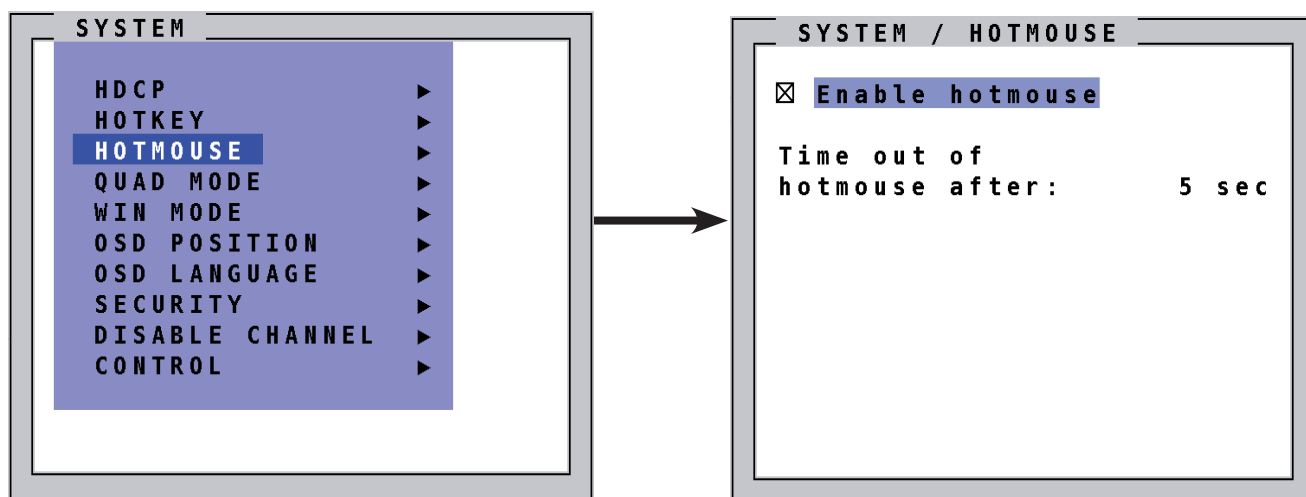 SYSTEM
HDCP ▶
HOTKEY ▶
HOTMOUSE ▶
QUAD MODE ▶
WIN MODE ▶
OSD POSITION ▶
OSD LANGUAGE ▶
SECURITY ▶
DISABLE CHANNEL ▶
CONTROL ▶
SYSTEM / HOTMOUSE
☒ Enable hotmouse
Time out of
hotmouse after: 5 sec